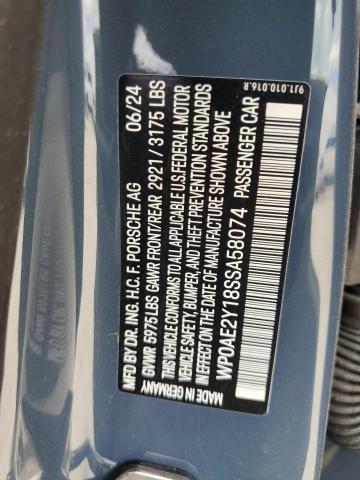 9J1.010.016.R
MFD BY DR. ING. H.C. F. PORSCHE AG 06/24
GVWR 5775 LBS GAWR FRONT/REAR 2921 / 3175 LBS
THIS VEHICLE CONFORMS TO ALL APPLICABLE U.S. FEDERAL MOTOR
VEHICLE SAFETY, BUMPER, AND THEFT PREVENTION STANDARDS
IN EFFECT ON THE DATE OF MANUFACTURE SHOWN ABOVE
WP0AE2Y18SSA58074 PASSENGER CAR
MADE IN GERMANY